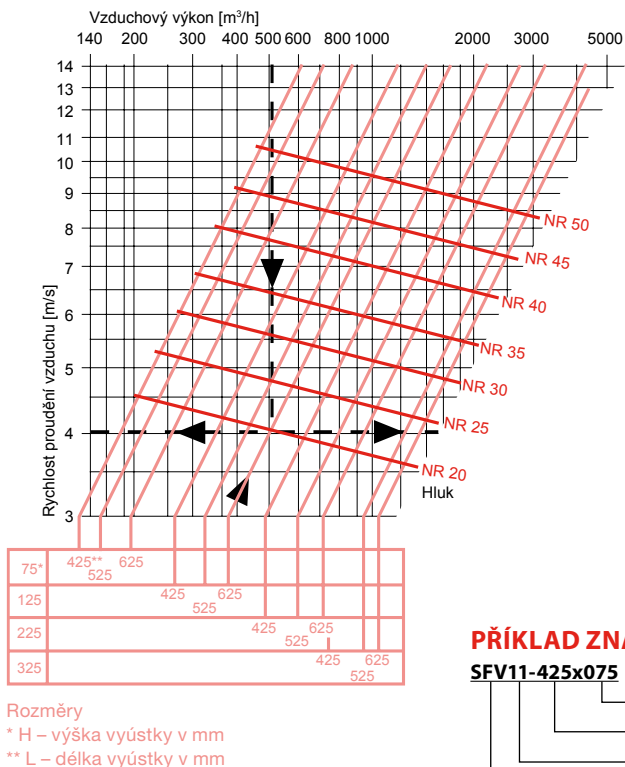 Vzduchový výkon [m³/h]
140 200 300 400 500 600 800 1000 2000 3000 5000
14
13
12
11
10
9
8
7
6
5
4
3
Rychlost proudění vzduchu [m/s]
NR 50
NR 45
NR 40
NR 35
NR 30
NR 25
NR 20
Hluk
75* 425** 525 625
125 425 525 625
225 425 525 625
325 425 525 625
Rozměry
* H – výška vyústky v mm
** L – délka vyústky v mm
PŘÍKLAD ZNA
SFV11-425x075